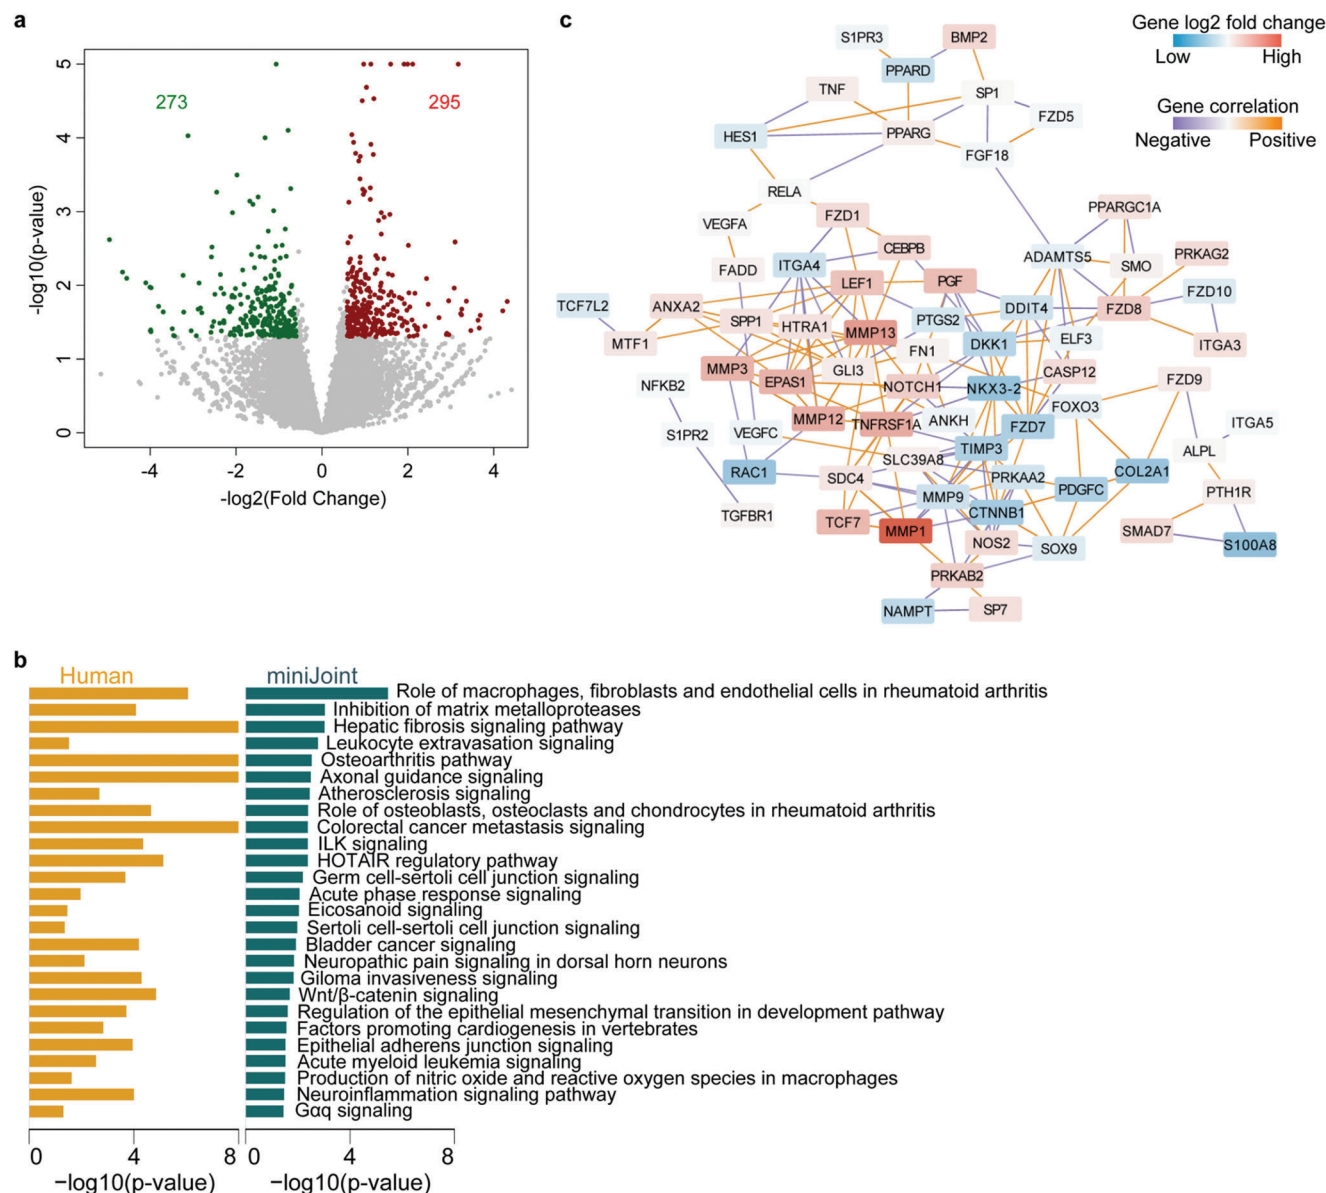 a
273
295
5
4
3
2
1
0
-log10(p-value)
-4
-2
0
2
4
-log2(Fold Change)
c
S1PR3
BMP2
PPARD
TNF
SP1
FZD5
HES1
PPARG
FGF18
RELA
VEGFA
FZD1
PPARGC1A
CEBPB
ADAMTS5
PRKAG2
FADD
ITGA4
SMO
LEF1
PGF
FZD10
TCF7L2
ANXA2
DDIT4
FZD8
SPP1
HTRA1
PTGS2
MTF1
MMP13
DKK1
ELF3
ITGA3
FN1
MMP3
GLI3
CASP12
EPAS1
NFKB2
NOTCH1
NKX3-2
FZD9
FOXO3
MMP12
TNFRSF1A
ANKH
FZD7
ITGA5
S1PR2
VEGFC
TIMP3
ALPL
SLC39A8
RAC1
SDC4
PRKAA2
COL2A1
MMP9
PDGFC
PTH1R
TGFBR1
TCF7
CTNNB1
MMP1
SMAD7
NOS2
SOX9
S100A8
PRKAB2
NAMPT
SP7
Gene log2 fold change
Low
High
Gene correlation
Negative
Positive
b
Human
miniJoint
Role of macrophages, fibroblasts and endothelial cells in rheumatoid arthritis
Inhibition of matrix metalloproteases
Hepatic fibrosis signaling pathway
Leukocyte extravasation signaling
Osteoarthritis pathway
Axonal guidance signaling
Atherosclerosis signaling
Role of osteoblasts, osteoclasts and chondrocytes in rheumatoid arthritis
Colorectal cancer metastasis signaling
ILK signaling
HOTAIR regulatory pathway
Germ cell-sertoli cell junction signaling
Acute phase response signaling
Eicosanoid signaling
Sertoli cell-sertoli cell junction signaling
Bladder cancer signaling
Neuropathic pain signaling in dorsal horn neurons
Giloma invasiveness signaling
Wnt/β-catenin signaling
Regulation of the epithelial mesenchymal transition in development pathway
Factors promoting cardiogenesis in vertebrates
Epithelial adherens junction signaling
Acute myeloid leukemia signaling
Production of nitric oxide and reactive oxygen species in macrophages
Neuroinflammation signaling pathway
Gαq signaling
0 4 8
0 4 8
−log10(p-value)
−log10(p-value)